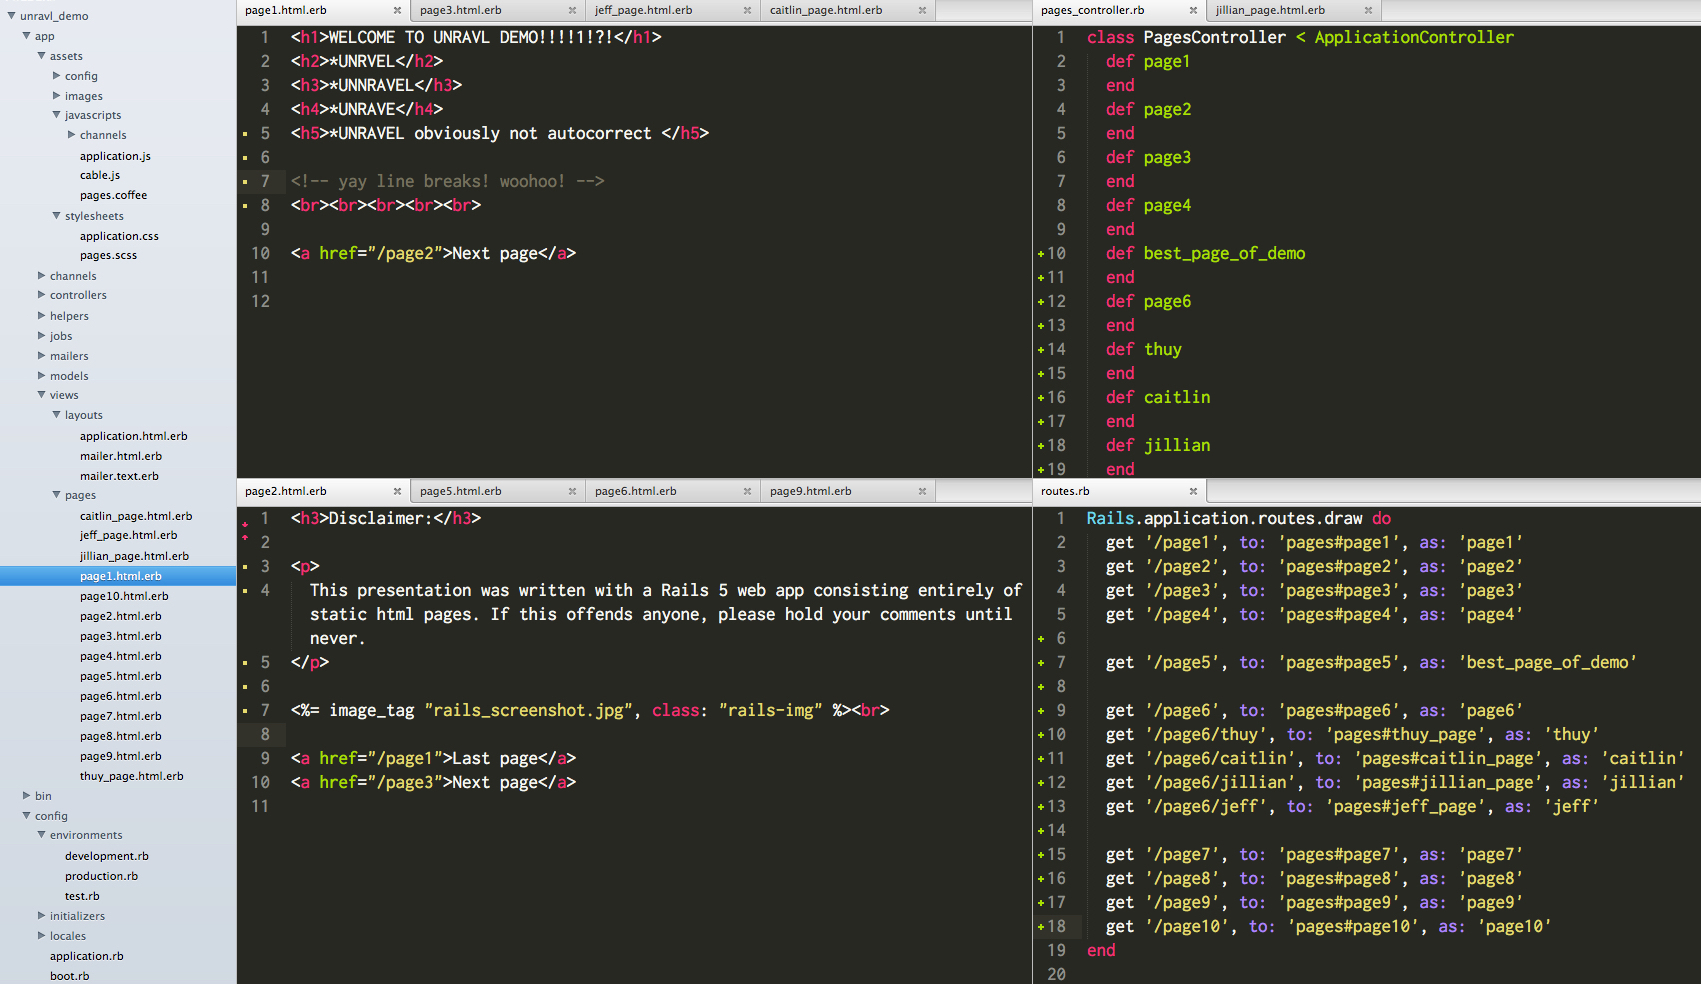 unravl_demo
app
assets
config
images
javascripts
channels
application.js
cable.js
pages.coffee
stylesheets
application.css
pages.scss
channels
controllers
helpers
jobs
mailers
models
views
layouts
application.html.erb
mailer.html.erb
mailer.text.erb
pages
caitlin_page.html.erb
jeff_page.html.erb
jillian_page.html.erb
page1.html.erb
page10.html.erb
page2.html.erb
page3.html.erb
page4.html.erb
page5.html.erb
page6.html.erb
page7.html.erb
page8.html.erb
page9.html.erb
thuy_page.html.erb
bin
config
environments
development.rb
production.rb
test.rb
initializers
locales
application.rb
boot.rb
page1.html.erb page3.html.erb jeff_page.html.erb caitlin_page.html.erb
1 <h1>WELCOME TO UNRAVL DEMO!!!!1!?!</h1>
2 <h2>*UNRVEL</h2>
3 <h3>*UNNRAVEL</h3>
4 <h4>*UNRAVE</h4>
5 <h5>*UNRAVEL obviously not autocorrect </h5>
6
7 <!-- yay line breaks! woohoo! -->
8 <br><br><br><br><br>
9
10 <a href="/page2">Next page</a>
11
12
pages_controller.rb jillian_page.html.erb
1 class PagesController < ApplicationController
2 def page1
3 end
4 def page2
5 end
6 def page3
7 end
8 def page4
9 end
10 def best_page_of_demo
11 end
12 def page6
13 end
14 def thuy
15 end
16 def caitlin
17 end
18 def jillian
19 end
page2.html.erb page5.html.erb page6.html.erb page9.html.erb
1 <h3>Disclaimer:</h3>
2
3 <p>
4 This presentation was written with a Rails 5 web app consisting entirely of
static html pages. If this offends anyone, please hold your comments until
never.
5 </p>
6
7 <%= image_tag "rails_screenshot.jpg", class: "rails-img" %><br>
8
9 <a href="/page1">Last page</a>
10 <a href="/page3">Next page</a>
11
routes.rb
1 Rails.application.routes.draw do
2 get '/page1', to: 'pages#page1', as: 'page1'
3 get '/page2', to: 'pages#page2', as: 'page2'
4 get '/page3', to: 'pages#page3', as: 'page3'
5 get '/page4', to: 'pages#page4', as: 'page4'
6
7 get '/page5', to: 'pages#page5', as: 'best_page_of_demo'
8
9 get '/page6', to: 'pages#page6', as: 'page6'
10 get '/page6/thuy', to: 'pages#thuy_page', as: 'thuy'
11 get '/page6/caitlin', to: 'pages#caitlin_page', as: 'caitlin'
12 get '/page6/jillian', to: 'pages#jillian_page', as: 'jillian'
13 get '/page6/jeff', to: 'pages#jeff_page', as: 'jeff'
14
15 get '/page7', to: 'pages#page7', as: 'page7'
16 get '/page8', to: 'pages#page8', as: 'page8'
17 get '/page9', to: 'pages#page9', as: 'page9'
18 get '/page10', to: 'pages#page10', as: 'page10'
19 end
20